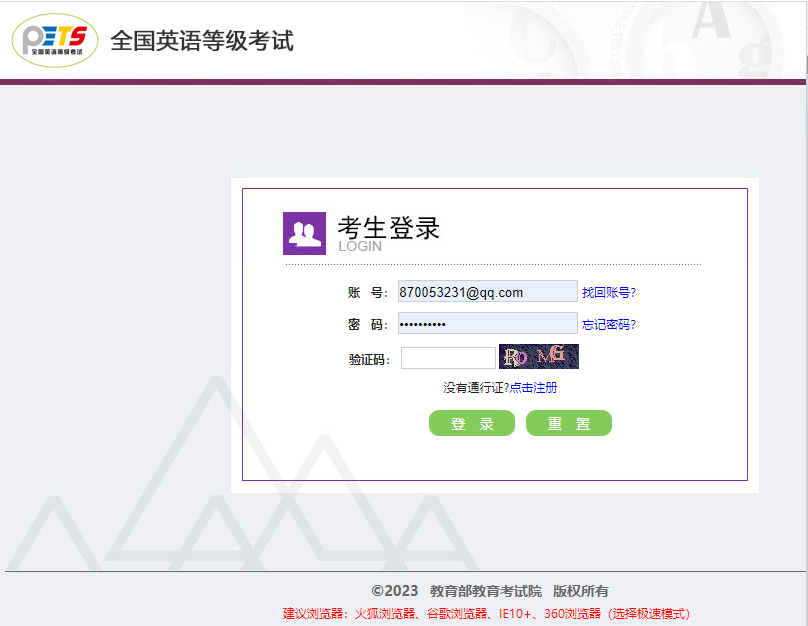 PETS
全国英语等级考试
全国英语等级考试
考生登录
LOGIN
账 号: 870053231@qq.com 找回账号?
密 码: •••••••••• 忘记密码?
验证码:
没有通行证?点击注册
登 录 重 置
©2023 教育部教育考试院 版权所有
建议浏览器：火狐浏览器、谷歌浏览器、IE10+、360浏览器（选择极速模式）